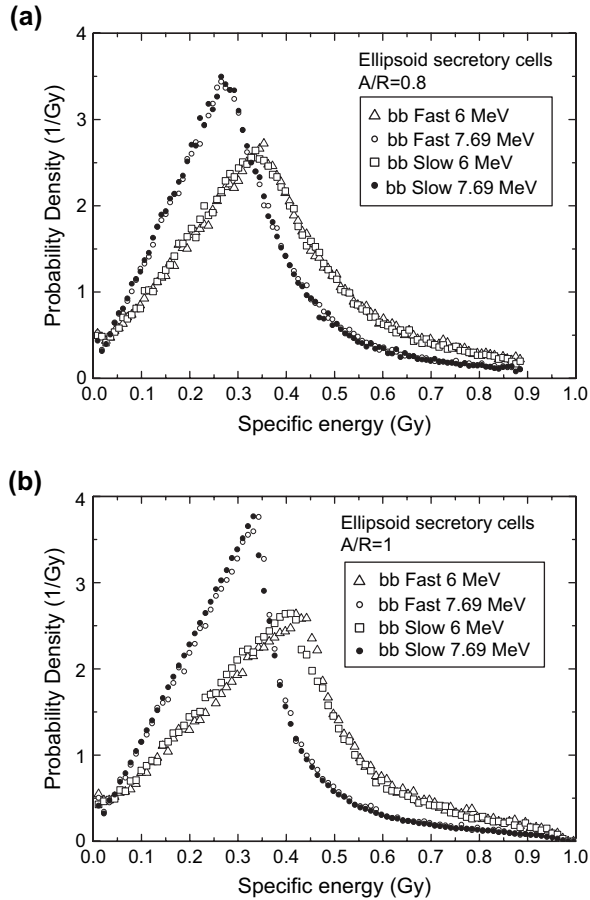 (a)
4
3
2
1
0
Probability Density (1/Gy)
Ellipsoid secretory cells
A/R=0.8
bb Fast 6 MeV
bb Fast 7.69 MeV
bb Slow 6 MeV
bb Slow 7.69 MeV
0.0 0.1 0.2 0.3 0.4 0.5 0.6 0.7 0.8 0.9 1.0
Specific energy (Gy)
(b)
4
3
2
1
0
Probability Density (1/Gy)
Ellipsoid secretory cells
A/R=1
bb Fast 6 MeV
bb Fast 7.69 MeV
bb Slow 6 MeV
bb Slow 7.69 MeV
0.0 0.1 0.2 0.3 0.4 0.5 0.6 0.7 0.8 0.9 1.0
Specific energy (Gy)